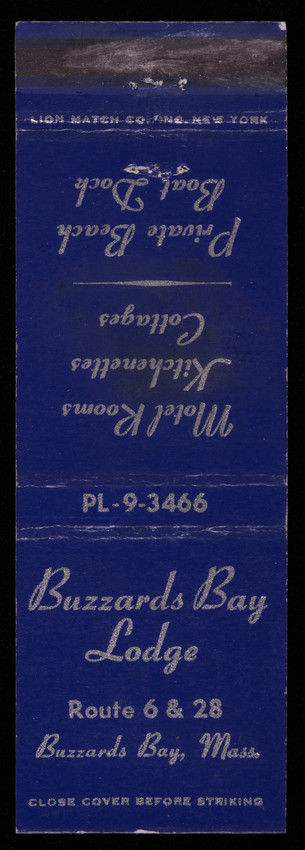 LION MATCH CO. INC. NEW YORK
Motel Rooms
Kitchenettes
Cottages
Private Beach
Boat Dock
PL-9-3466
Buzzards Bay
Lodge
Route 6 & 28
Buzzards Bay, Mass.
CLOSE COVER BEFORE STRIKING